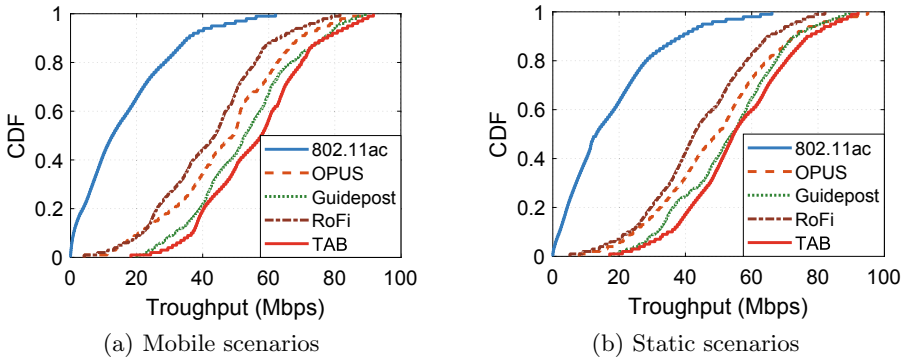 1
0.8
0.6
0.4
0.2
0
CDF
802.11ac
OPUS
Guidepost
RoFi
TAB
0 20 40 60 80 100
Troughput (Mbps)
(a) Mobile scenarios
1
0.8
0.6
0.4
0.2
0
CDF
802.11ac
OPUS
Guidepost
RoFi
TAB
0 20 40 60 80 100
Troughput (Mbps)
(b) Static scenarios